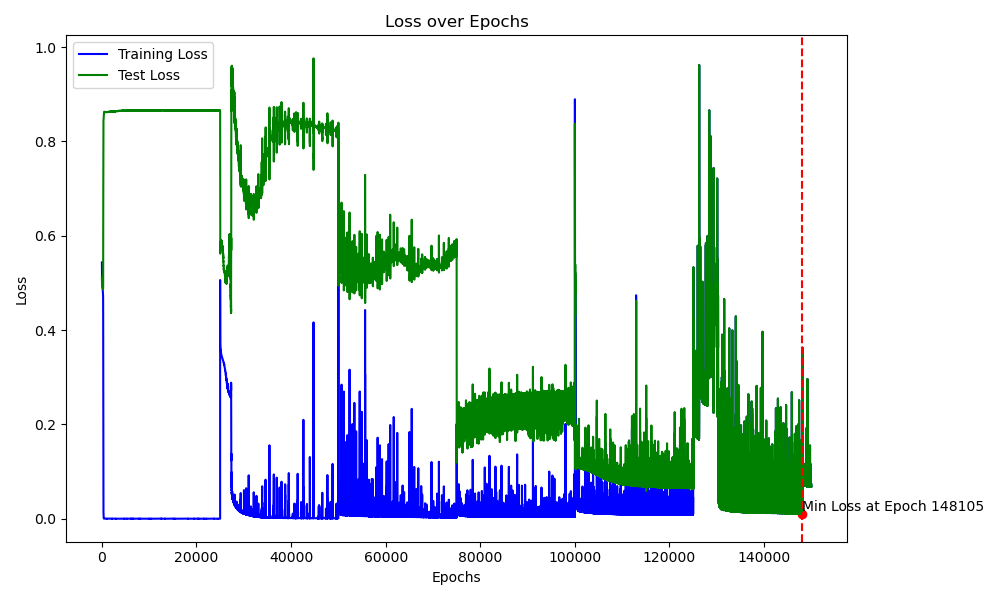 Loss over Epochs
Training Loss
Test Loss
1.0
0.8
0.6
0.4
0.2
0.0
Loss
Min Loss at Epoch 148105
0 20000 40000 60000 80000 100000 120000 140000
Epochs